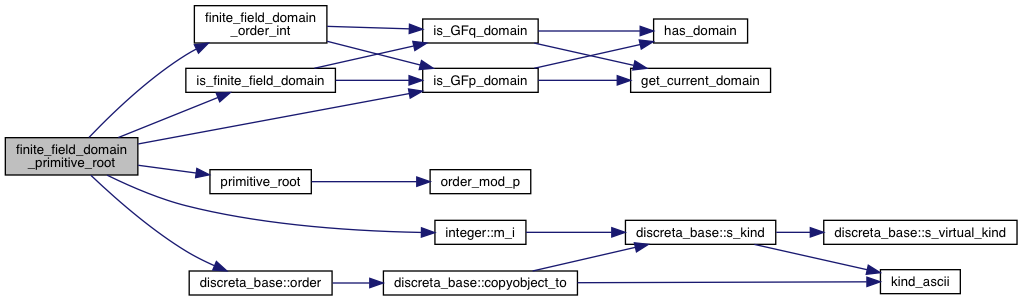 finite_field_domain
_order_int
is_GFq_domain
has_domain
is_finite_field_domain
is_GFp_domain
get_current_domain
finite_field_domain
_primitive_root
primitive_root
order_mod_p
integer::m_i
discreta_base::s_kind
discreta_base::s_virtual_kind
discreta_base::order
discreta_base::copyobject_to
kind_ascii